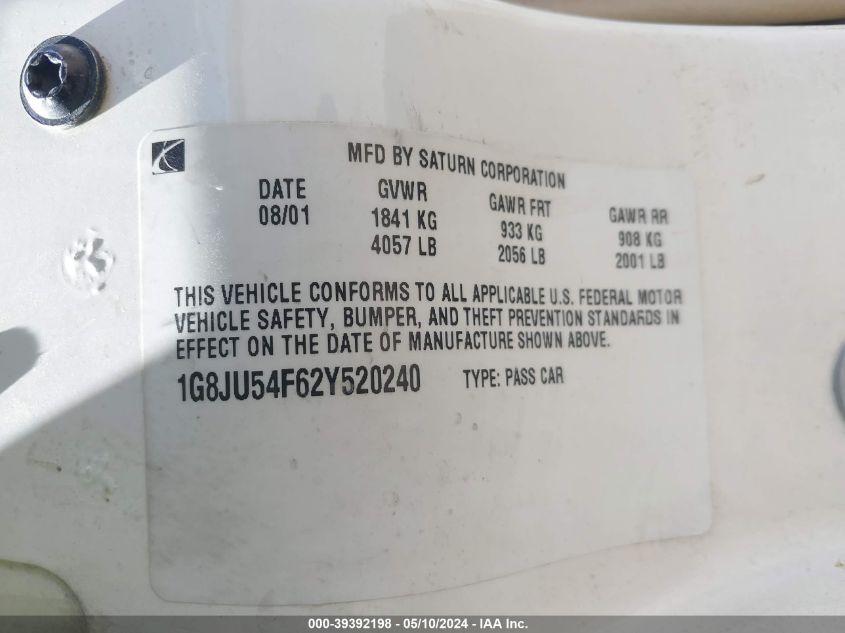 MFD BY SATURN CORPORATION
DATE GVWR GAWR FRT GAWR RR
08/01 1841 KG 933 KG 908 KG
4057 LB 2056 LB 2001 LB
THIS VEHICLE CONFORMS TO ALL APPLICABLE U.S. FEDERAL MOTOR
VEHICLE SAFETY, BUMPER, AND THEFT PREVENTION STANDARDS IN
EFFECT ON THE DATE OF MANUFACTURE SHOWN ABOVE.
1G8JU54F62Y520240 TYPE: PASS CAR
000-39392198 - 05/10/2024 - IAA Inc.